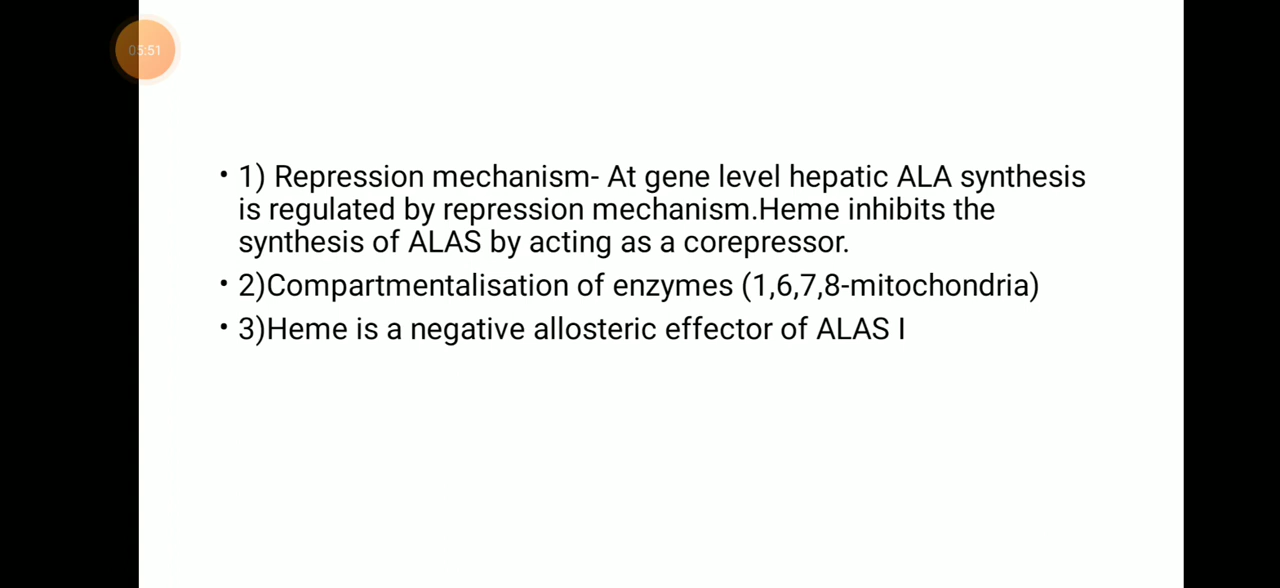 05:51
• 1) Repression mechanism- At gene level hepatic ALA synthesis
is regulated by repression mechanism.Heme inhibits the
synthesis of ALAS by acting as a corepressor.
• 2)Compartmentalisation of enzymes (1,6,7,8-mitochondria)
• 3)Heme is a negative allosteric effector of ALAS I